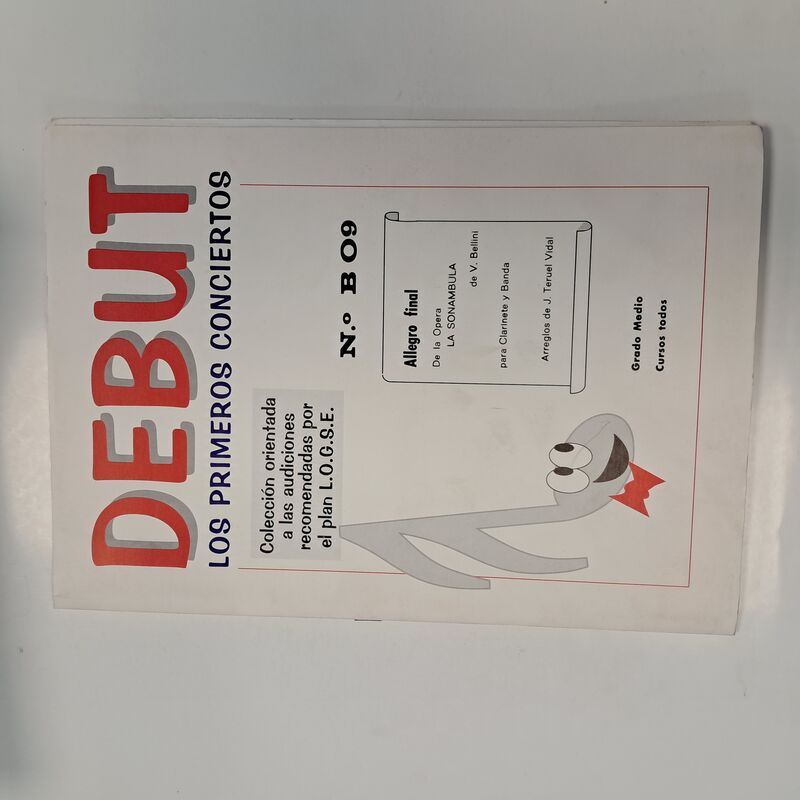 DEBUT
LOS PRIMEROS CONCIERTOS
Colección orientada
a las audiciones
recomendadas por
el plan L.O.G.S.E.
N.º B 09
Allegro final
De la Opera
LA SONAMBULA
de V. Bellini
para Clarinete y Banda
Arreglos de J. Teruel Vidal
Grado Medio
Cursos todos